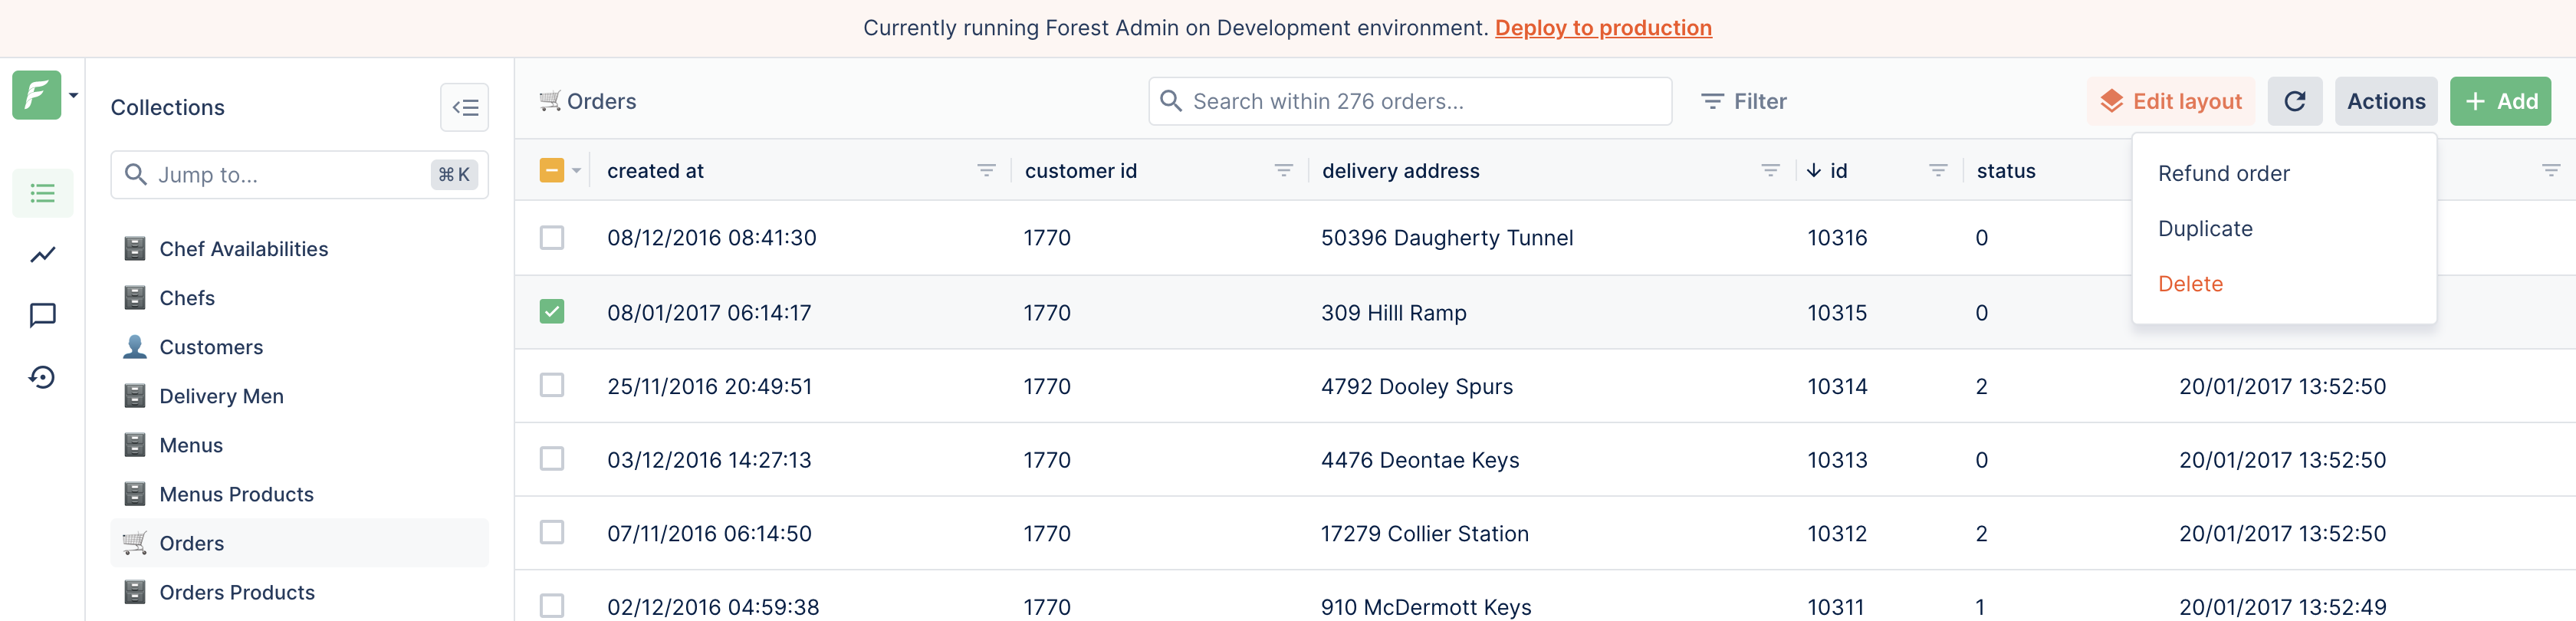 Currently running Forest Admin on Development environment. Deploy to production
Collections
Jump to...
⌘K
Chef Availabilities
Chefs
Customers
Delivery Men
Menus
Menus Products
Orders
Orders Products
Orders
Search within 276 orders...
Filter
Edit layout
Actions
+ Add
Refund order
Duplicate
Delete
created at customer id delivery address ↓ id status
08/12/2016 08:41:30 1770 50396 Daugherty Tunnel 10316 0
08/01/2017 06:14:17 1770 309 Hilll Ramp 10315 0
25/11/2016 20:49:51 1770 4792 Dooley Spurs 10314 2 20/01/2017 13:52:50
03/12/2016 14:27:13 1770 4476 Deontae Keys 10313 0 20/01/2017 13:52:50
07/11/2016 06:14:50 1770 17279 Collier Station 10312 2 20/01/2017 13:52:50
02/12/2016 04:59:38 1770 910 McDermott Keys 10311 1 20/01/2017 13:52:49